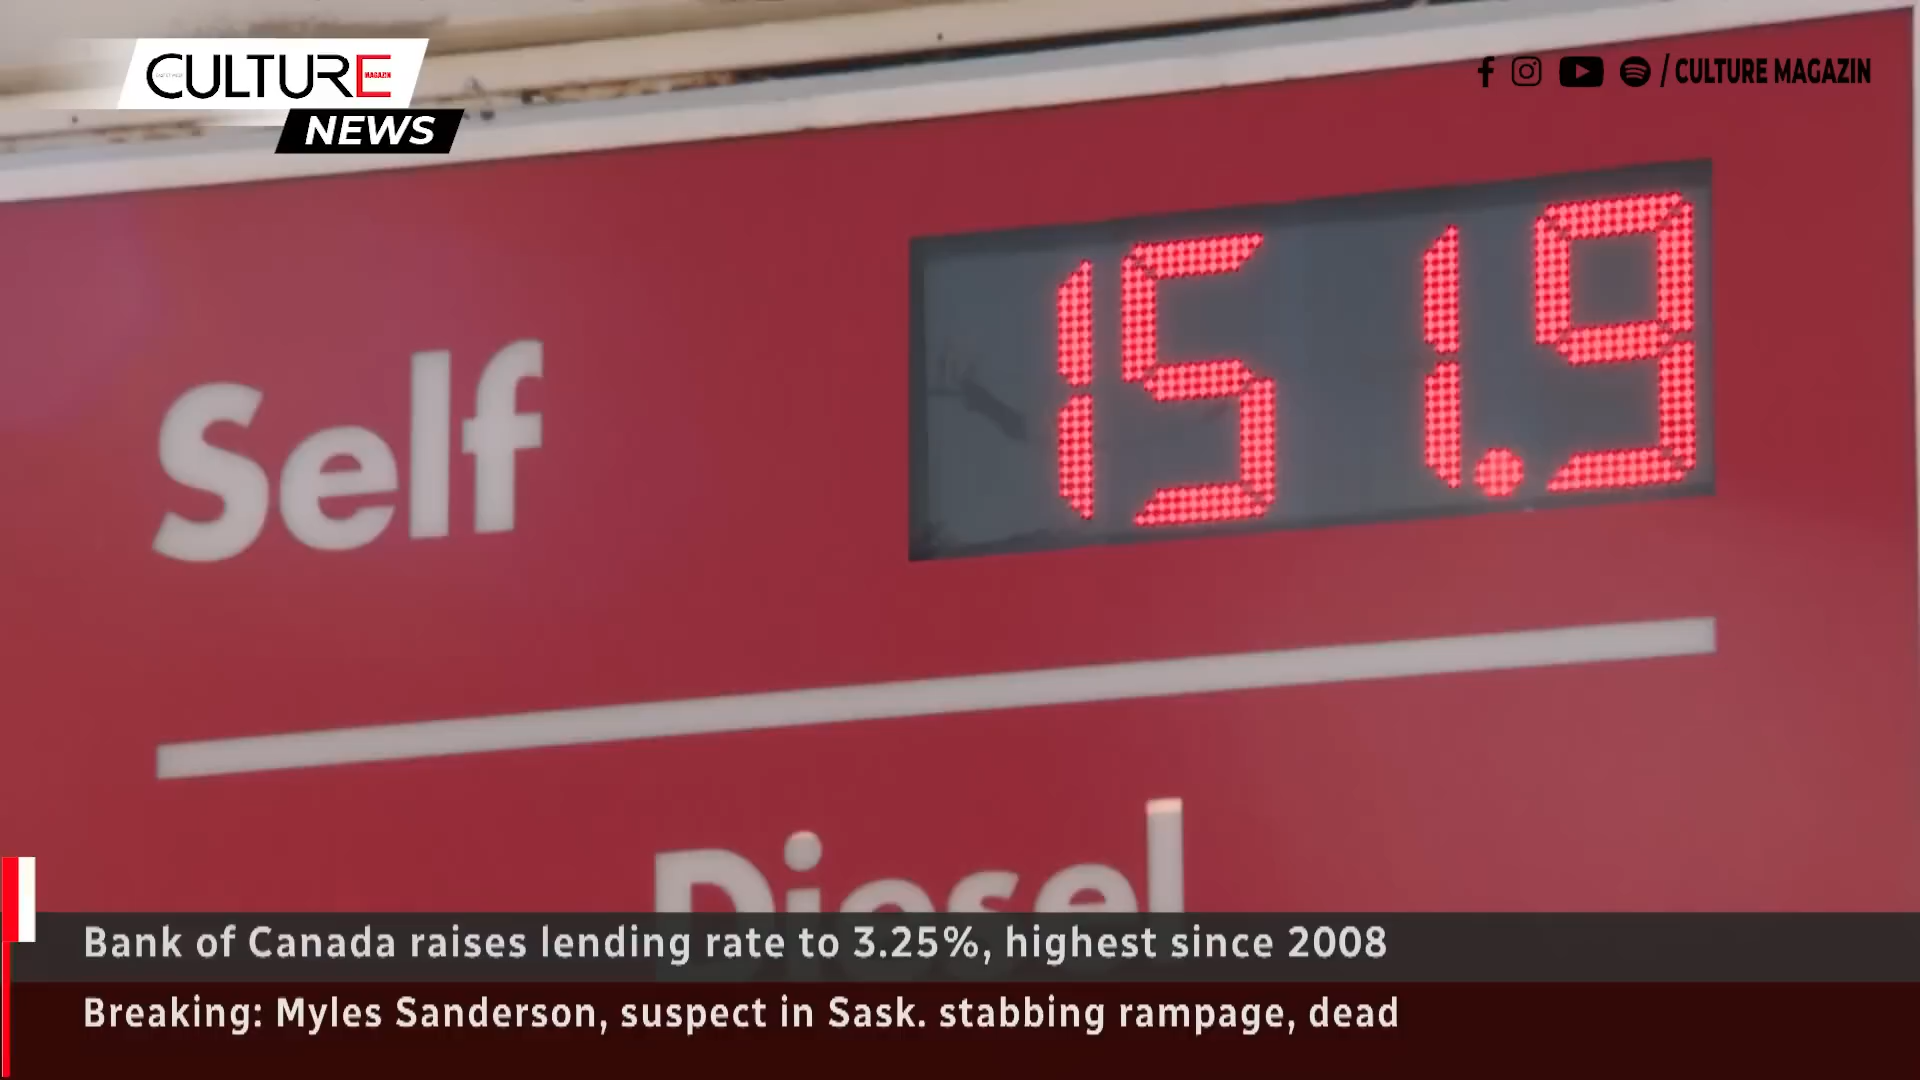 CULTURE
MAGAZIN
NEWS
/ CULTURE MAGAZIN
Self
151.9
Diesel
Bank of Canada raises lending rate to 3.25%, highest since 2008
Breaking: Myles Sanderson, suspect in Sask. stabbing rampage, dead